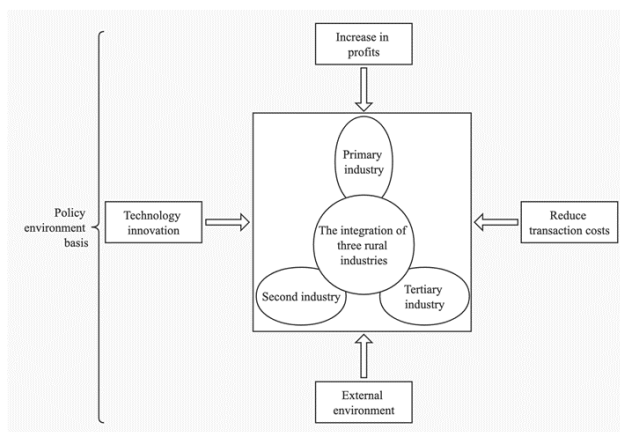 Increase in
profits
Primary
industry
Policy
environment
basis
Technology
innovation
The integration of
three rural
industries
Reduce
transaction costs
Second industry
Tertiary
industry
External
environment